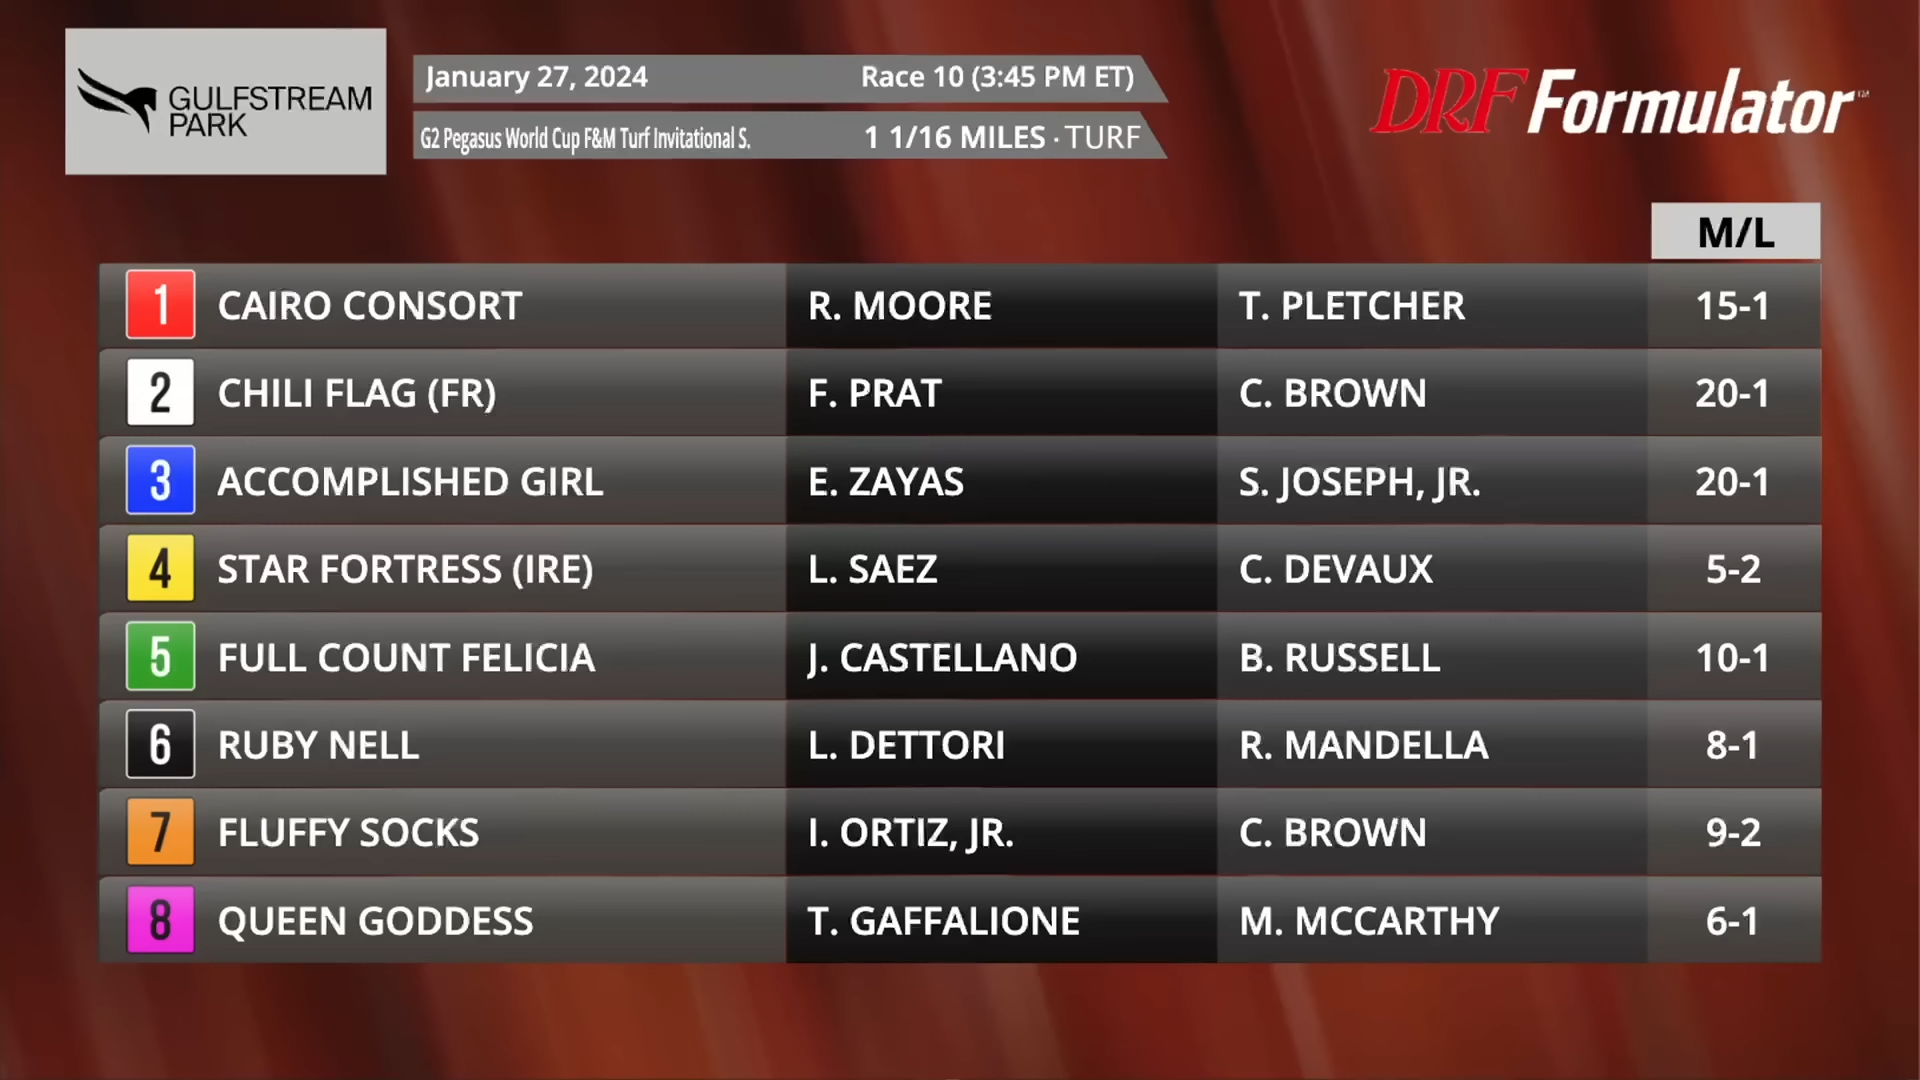 GULFSTREAM
PARK
January 27, 2024 Race 10 (3:45 PM ET)
G2 Pegasus World Cup F&M Turf Invitational S. 1 1/16 MILES · TURF
DRF Formulator™
M/L
1 CAIRO CONSORT R. MOORE T. PLETCHER 15-1
2 CHILI FLAG (FR) F. PRAT C. BROWN 20-1
3 ACCOMPLISHED GIRL E. ZAYAS S. JOSEPH, JR. 20-1
4 STAR FORTRESS (IRE) L. SAEZ C. DEVAUX 5-2
5 FULL COUNT FELICIA J. CASTELLANO B. RUSSELL 10-1
6 RUBY NELL L. DETTORI R. MANDELLA 8-1
7 FLUFFY SOCKS I. ORTIZ, JR. C. BROWN 9-2
8 QUEEN GODDESS T. GAFFALIONE M. MCCARTHY 6-1